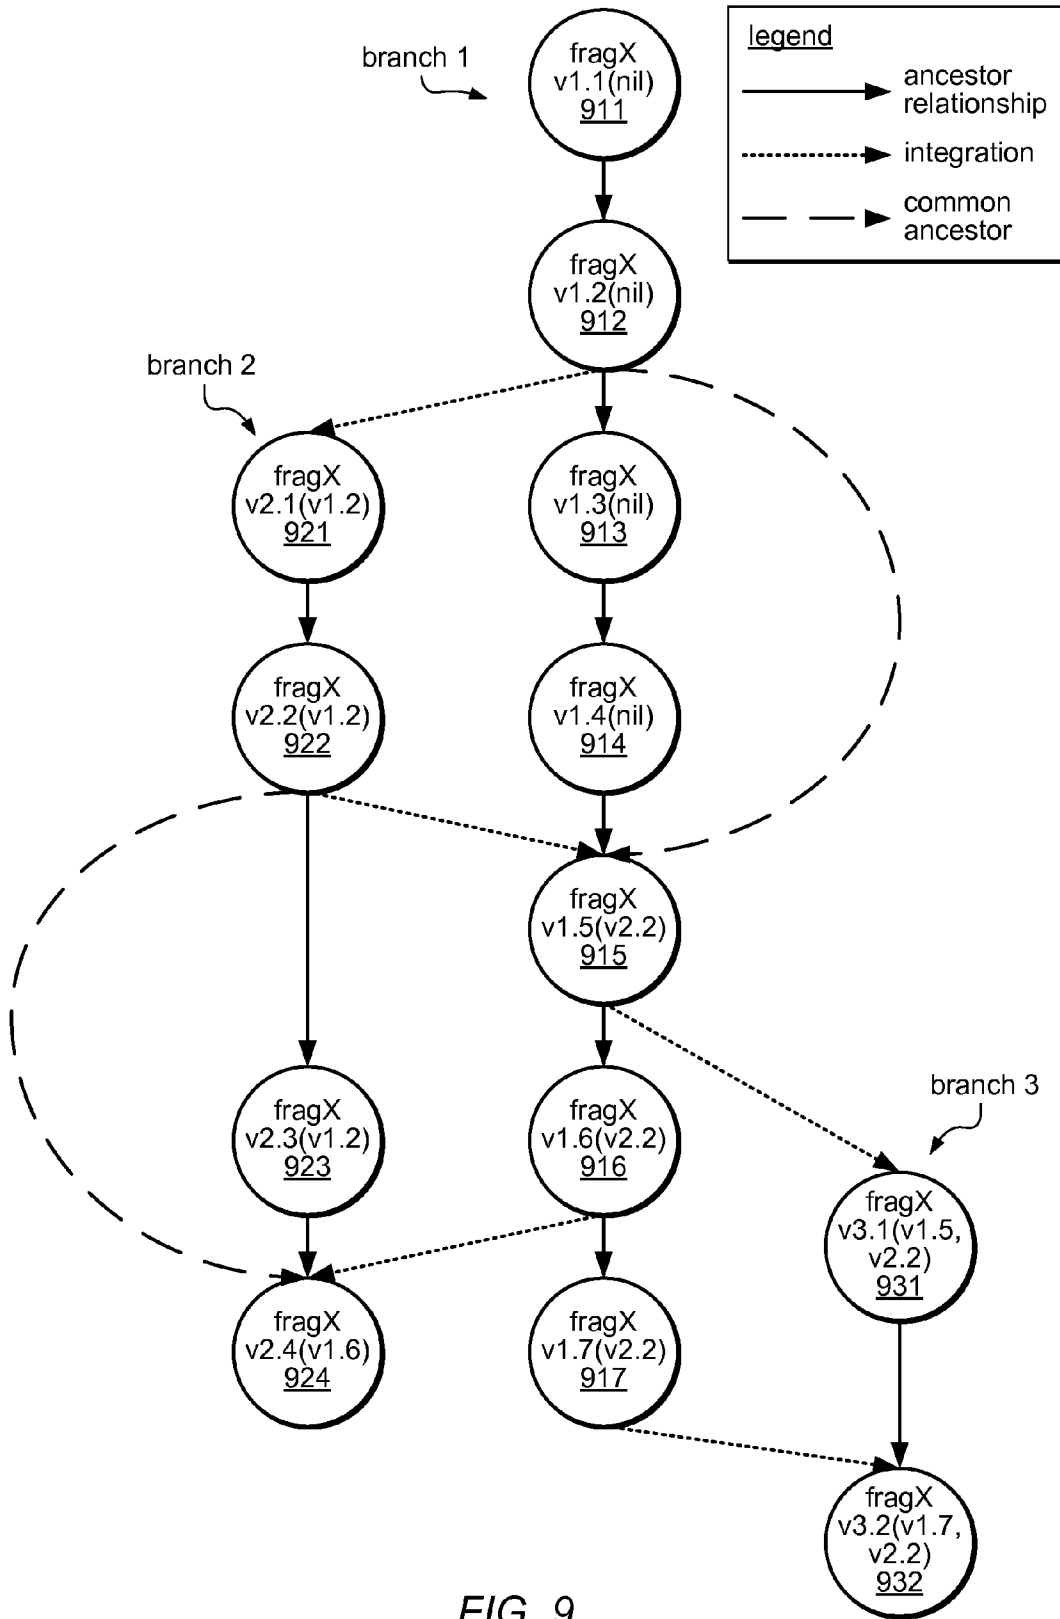 branch 1
fragX
v1.1(nil)
911
legend
ancestor
relationship
integration
common
ancestor
fragX
v1.2(nil)
912
branch 2
fragX
v2.1(v1.2)
921
fragX
v1.3(nil)
913
fragX
v2.2(v1.2)
922
fragX
v1.4(nil)
914
fragX
v1.5(v2.2)
915
fragX
v2.3(v1.2)
923
fragX
v1.6(v2.2)
916
branch 3
fragX
v3.1(v1.5,
v2.2)
931
fragX
v2.4(v1.6)
924
fragX
v1.7(v2.2)
917
fragX
v3.2(v1.7,
v2.2)
932
FIG. 9